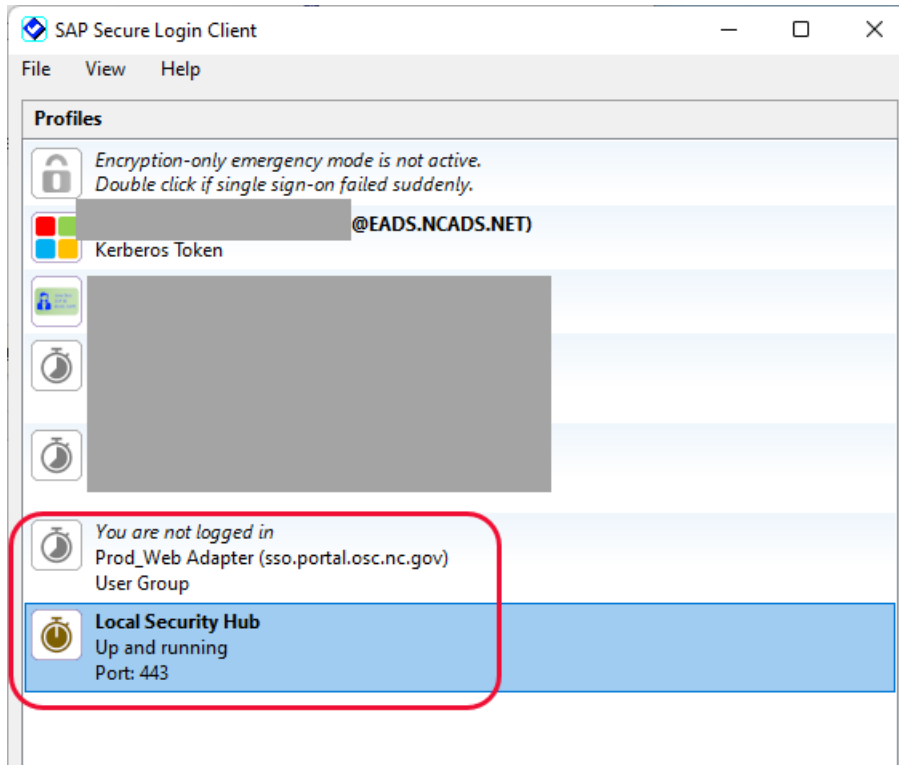 SAP Secure Login Client
File View Help
Profiles
Encryption-only emergency mode is not active.
Double click if single sign-on failed suddenly.
@EADS.NCADS.NET)
Kerberos Token
You are not logged in
Prod_Web Adapter (sso.portal.osc.nc.gov)
User Group
Local Security Hub
Up and running
Port: 443